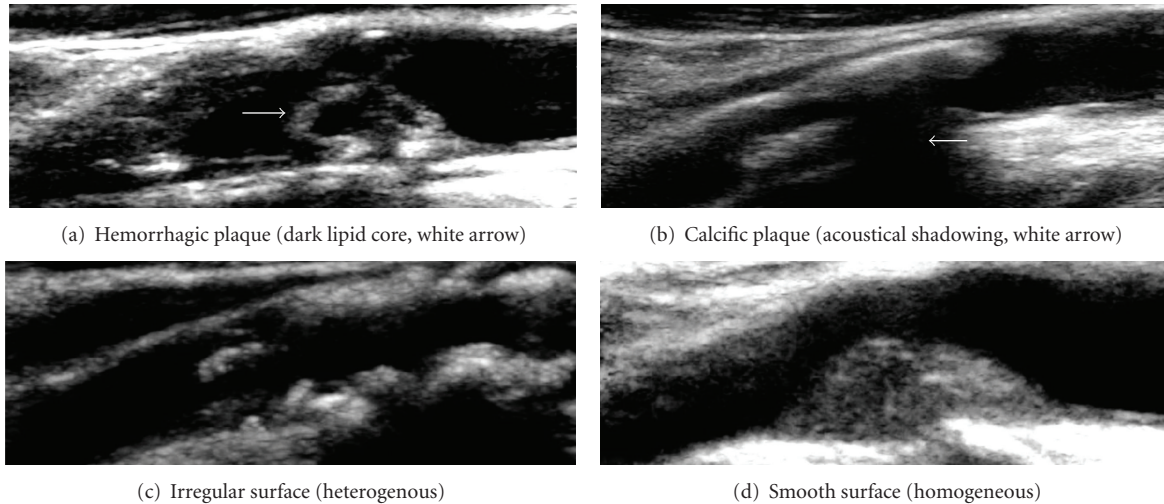 (a) Hemorrhagic plaque (dark lipid core, white arrow)
(b) Calcific plaque (acoustical shadowing, white arrow)
(c) Irregular surface (heterogenous)
(d) Smooth surface (homogeneous)